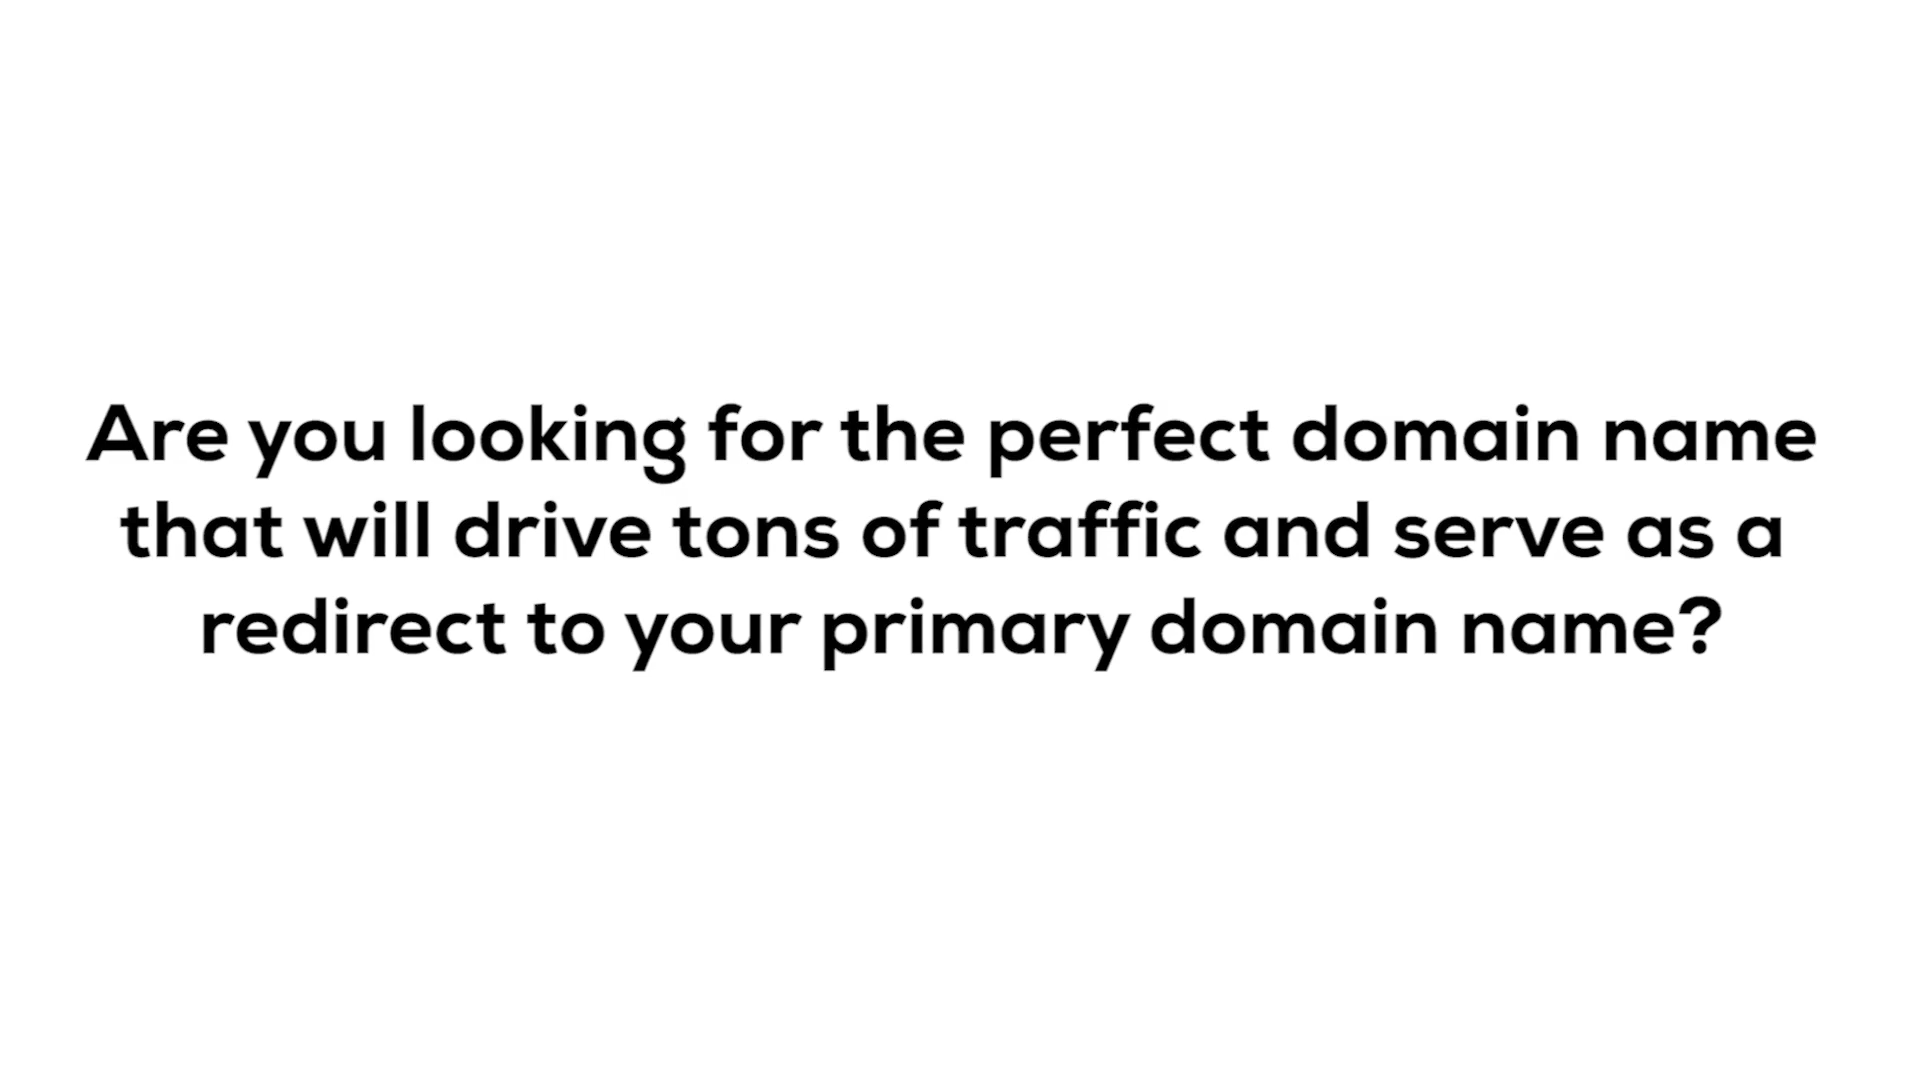 Are you looking for the perfect domain name
that will drive tons of traffic and serve as a
redirect to your primary domain name?